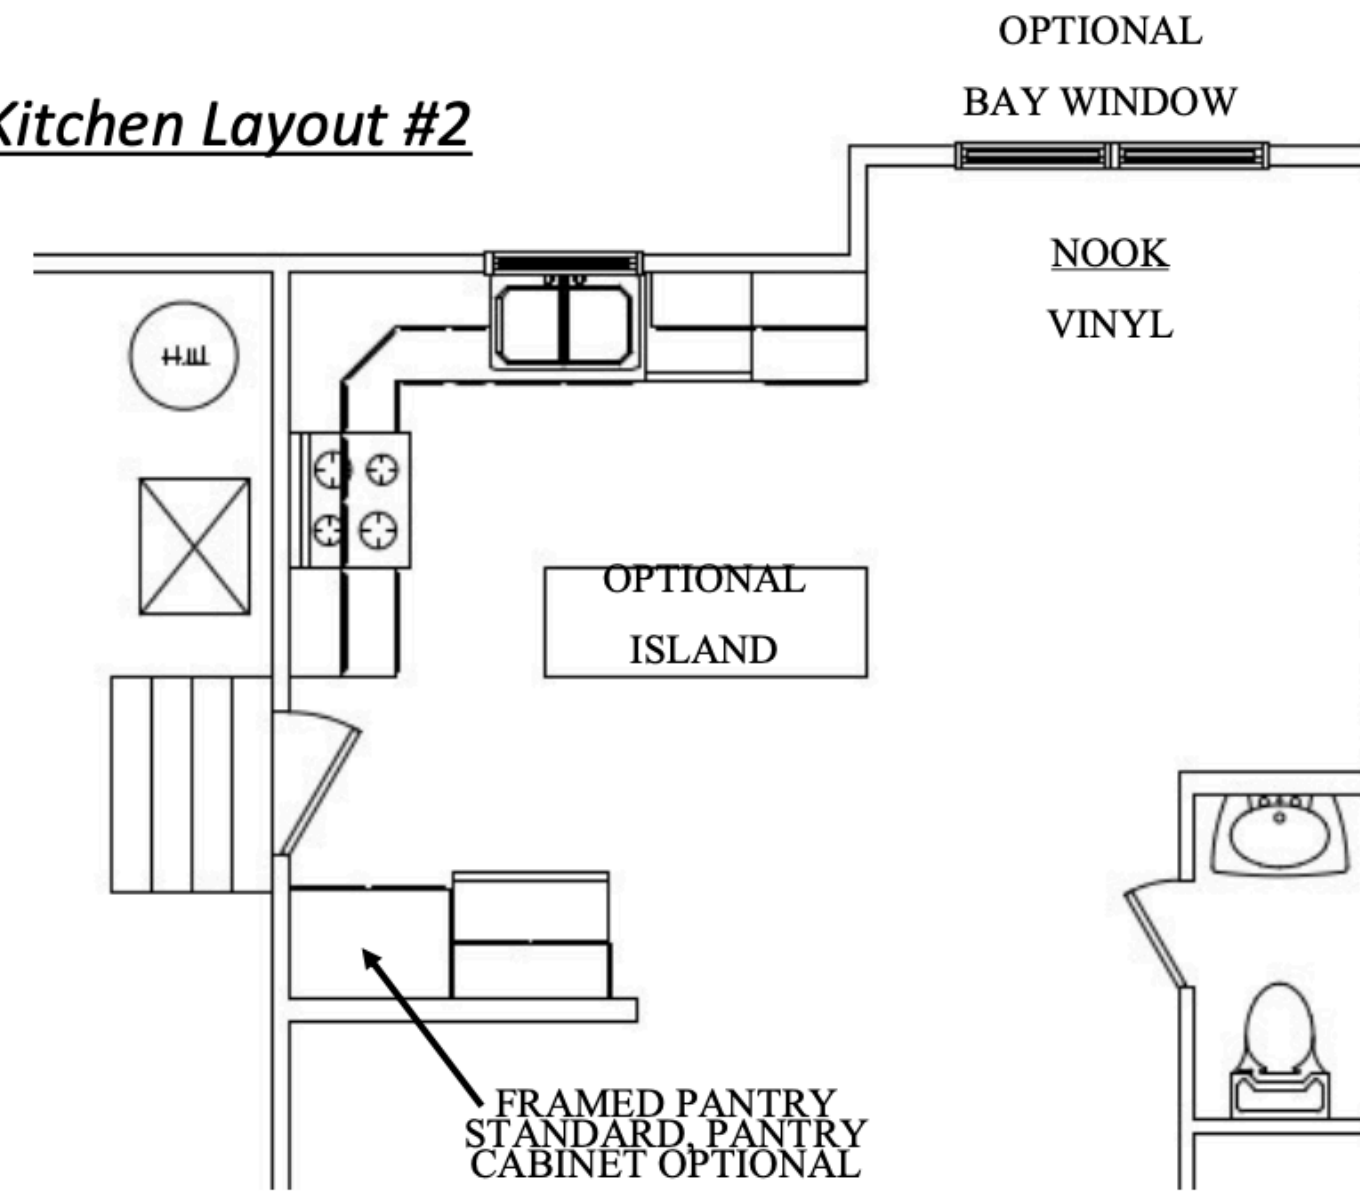 OPTIONAL
BAY WINDOW
Kitchen Layout #2
NOOK
VINYL
OPTIONAL
ISLAND
FRAMED PANTRY
STANDARD, PANTRY
CABINET OPTIONAL